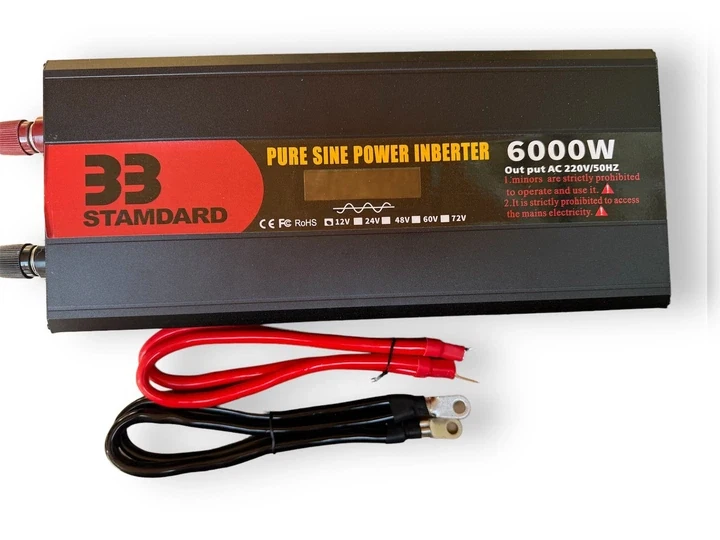 33
STAMDARD
PURE SINE POWER INBERTER
CE FC RoHS 12V 24V 48V 60V 72V
6000W
Out put AC 220V/50HZ
1.minors are strictly prohibited
to operate and use it.
2.It is strictly prohibited to access
the mains electricity.